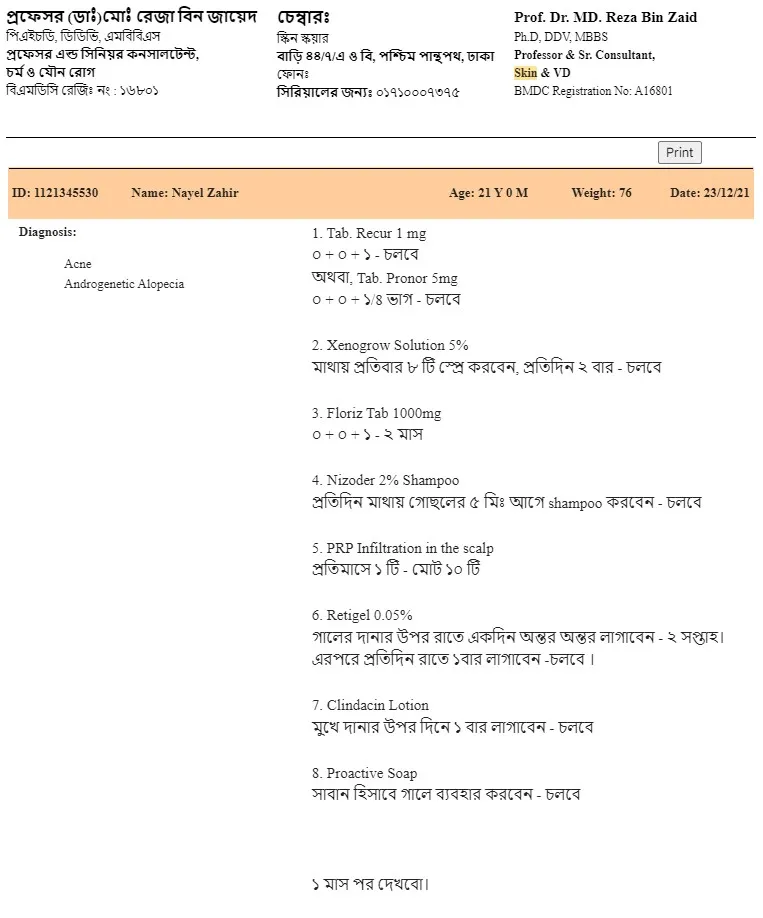 প্রফেসর (ডাঃ)মোঃ রেজা বিন জায়েদ
পিএইচডি, ডিডিভি, এমবিবিএস
প্রফেসর এন্ড সিনিয়র কনসালটেন্ট,
চর্ম ও যৌন রোগ
বিএমডিসি রেজিঃ নং : ১৬৮০১
চেম্বারঃ
স্কিন স্কয়ার
বাড়ি ৪৪/৭/এ ও বি, পশ্চিম পান্থপথ, ঢাকা
ফোনঃ
সিরিয়ালের জন্যঃ ০১৭১০০০৭৩৭৫
Prof. Dr. MD. Reza Bin Zaid
Ph.D, DDV, MBBS
Professor & Sr. Consultant,
Skin & VD
BMDC Registration No: A16801
Print
ID: 1121345530 Name: Nayel Zahir Age: 21 Y 0 M Weight: 76 Date: 23/12/21
Diagnosis:
Acne
Androgenetic Alopecia
1. Tab. Recur 1 mg
০ + ০ + ১ - চলবে
অথবা, Tab. Pronor 5mg
০ + ০ + ১/৪ ভাগ - চলবে
2. Xenogrow Solution 5%
মাথায় প্রতিবার ৮ টি স্প্রে করবেন, প্রতিদিন ২ বার - চলবে
3. Floriz Tab 1000mg
০ + ০ + ১ - ২ মাস
4. Nizoder 2% Shampoo
প্রতিদিন মাথায় গোছলের ৫ মিঃ আগে shampoo করবেন - চলবে
5. PRP Infiltration in the scalp
প্রতিমাসে ১ টি - মোট ১০ টি
6. Retigel 0.05%
গালের দানার উপর রাতে একদিন অন্তর অন্তর লাগাবেন - ২ সপ্তাহ।
এরপরে প্রতিদিন রাতে ১বার লাগাবেন -চলবে ।
7. Clindacin Lotion
মুখে দানার উপর দিনে ১ বার লাগাবেন - চলবে
8. Proactive Soap
সাবান হিসাবে গালে ব্যবহার করবেন - চলবে
১ মাস পর দেখবো।